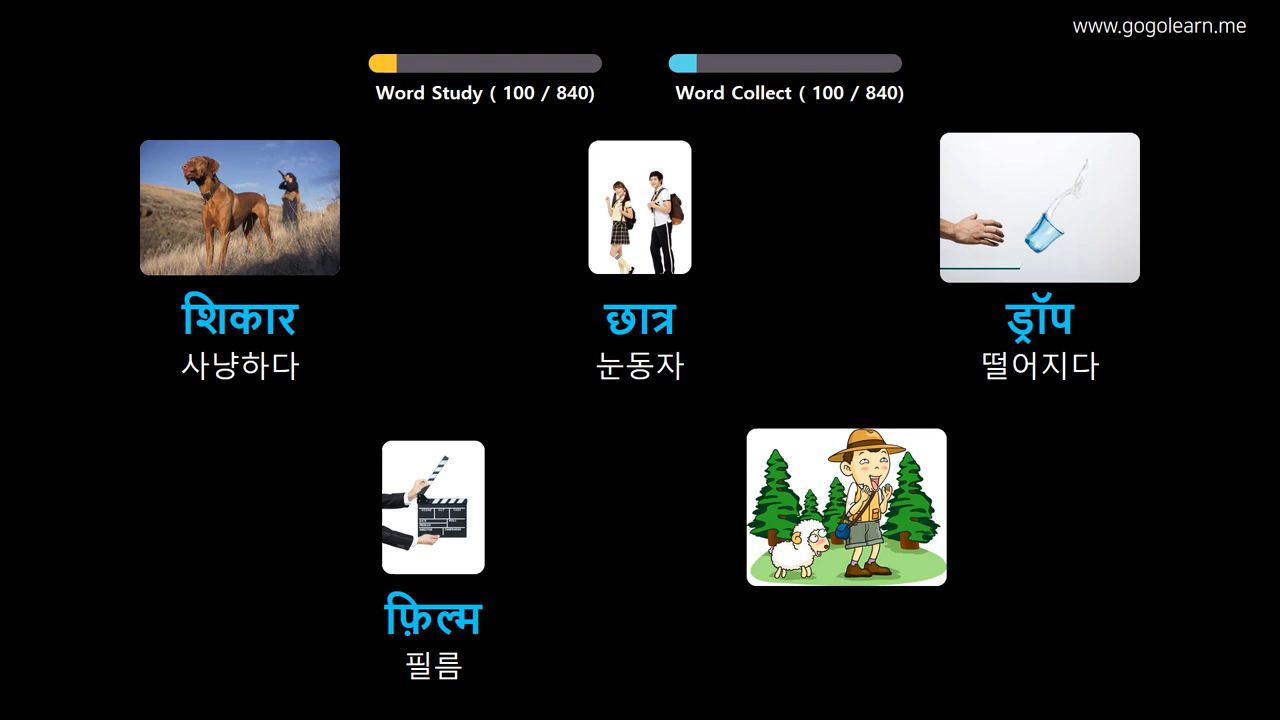 www.gogolearn.me
Word Study ( 100 / 840)
Word Collect ( 100 / 840)
शिकार
사냥하다
छात्र
눈동자
ड्रॉप
떨어지다
फ़िल्म
필름